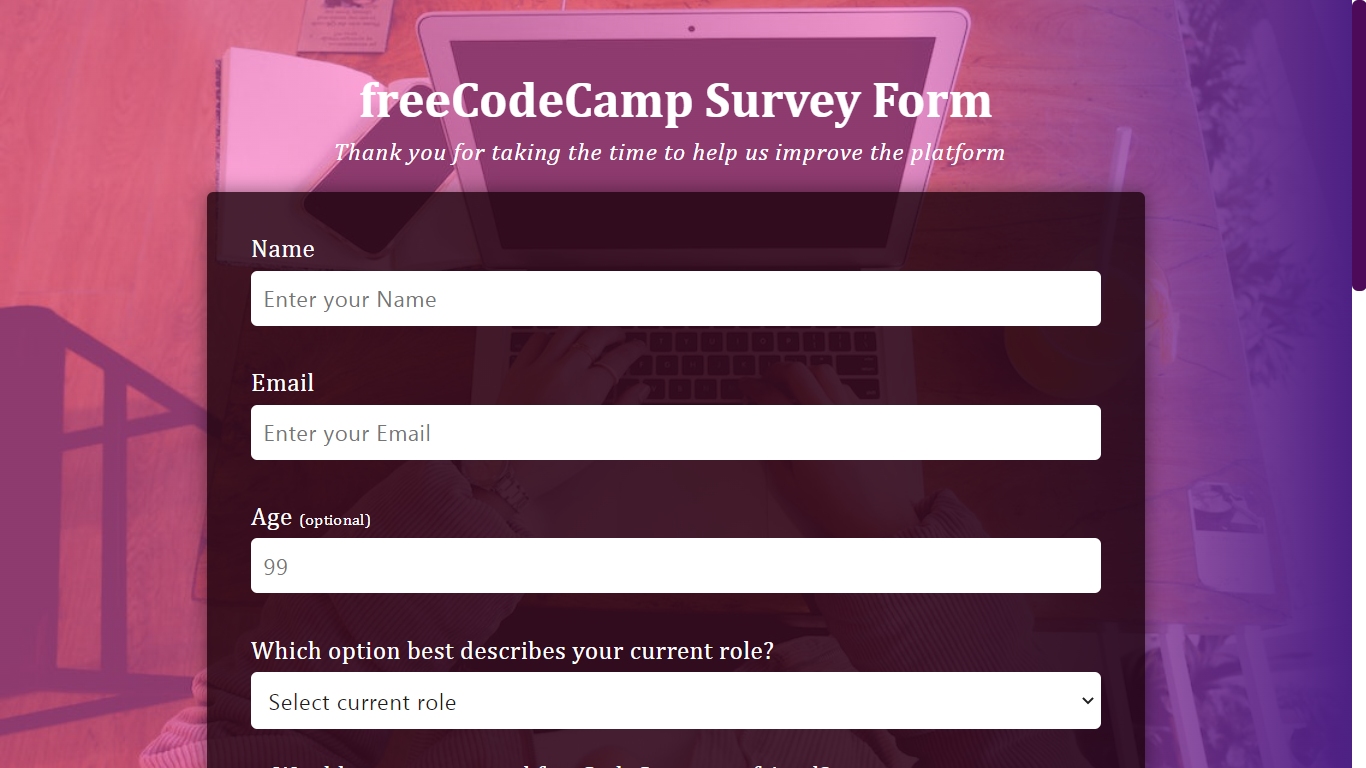 freeCodeCamp Survey Form
Thank you for taking the time to help us improve the platform
Name
Enter your Name
Email
Enter your Email
Age (optional)
99
Which option best describes your current role?
Select current role